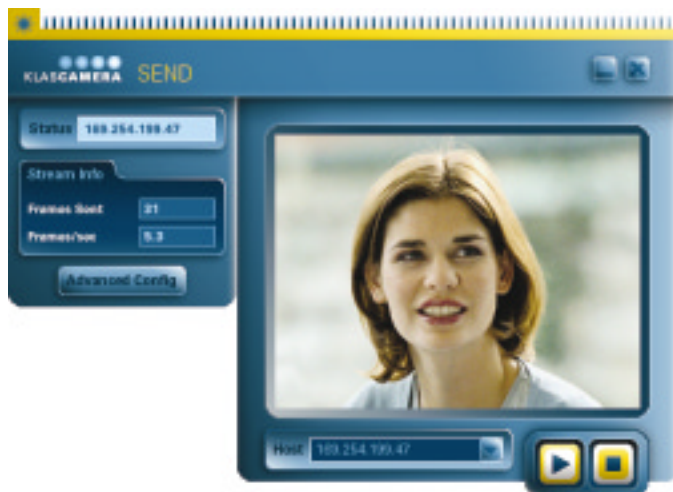 KLASCAMERA SEND
Status 169.254.199.47
Stream Info
Frames Sent 31
Frames/sec 5.3
Advanced Config
Host 169.254.199.47